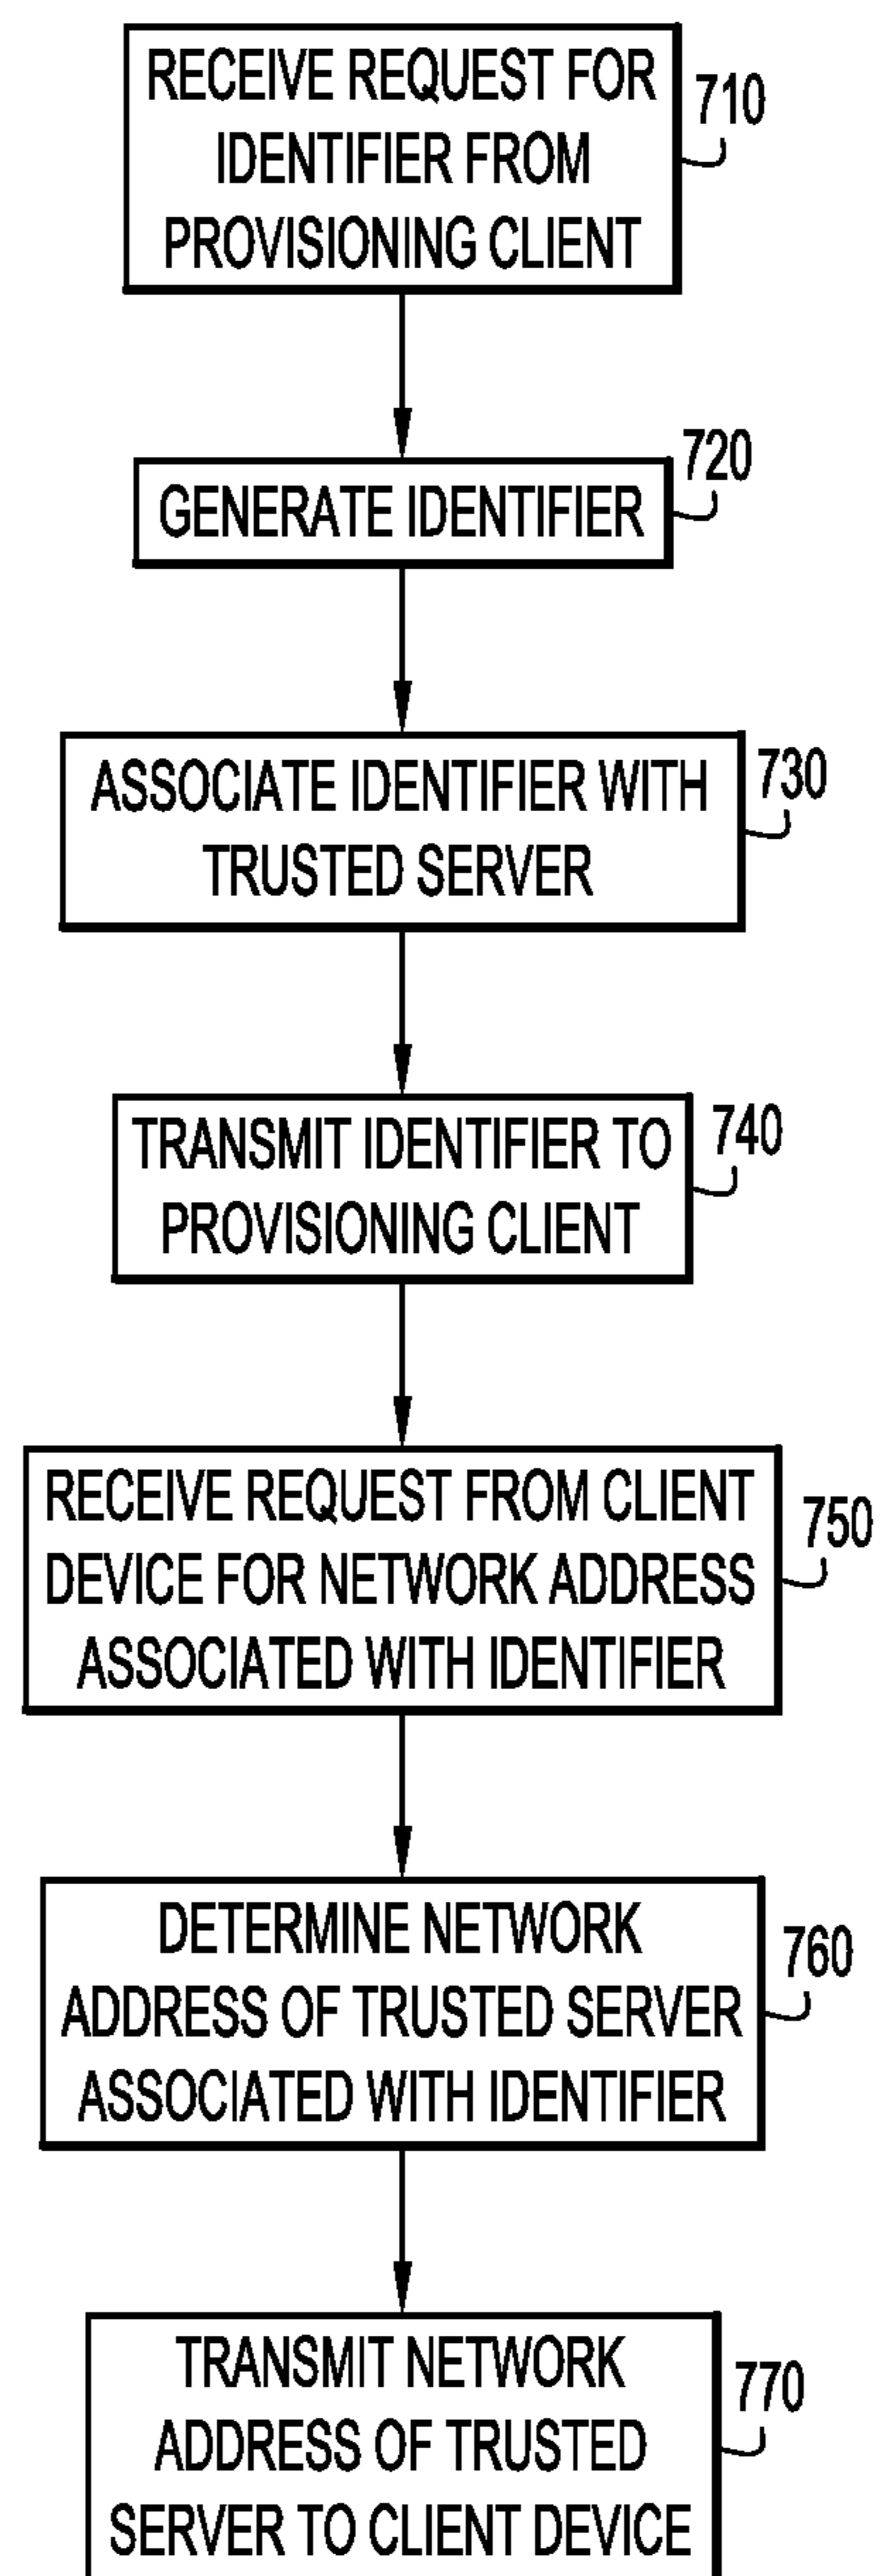 RECEIVE REQUEST FOR
IDENTIFIER FROM
PROVISIONING CLIENT
710
GENERATE IDENTIFIER
720
ASSOCIATE IDENTIFIER WITH
TRUSTED SERVER
730
TRANSMIT IDENTIFIER TO
PROVISIONING CLIENT
740
RECEIVE REQUEST FROM CLIENT
DEVICE FOR NETWORK ADDRESS
ASSOCIATED WITH IDENTIFIER
750
DETERMINE NETWORK
ADDRESS OF TRUSTED SERVER
ASSOCIATED WITH IDENTIFIER
760
TRANSMIT NETWORK
ADDRESS OF TRUSTED
SERVER TO CLIENT DEVICE
770